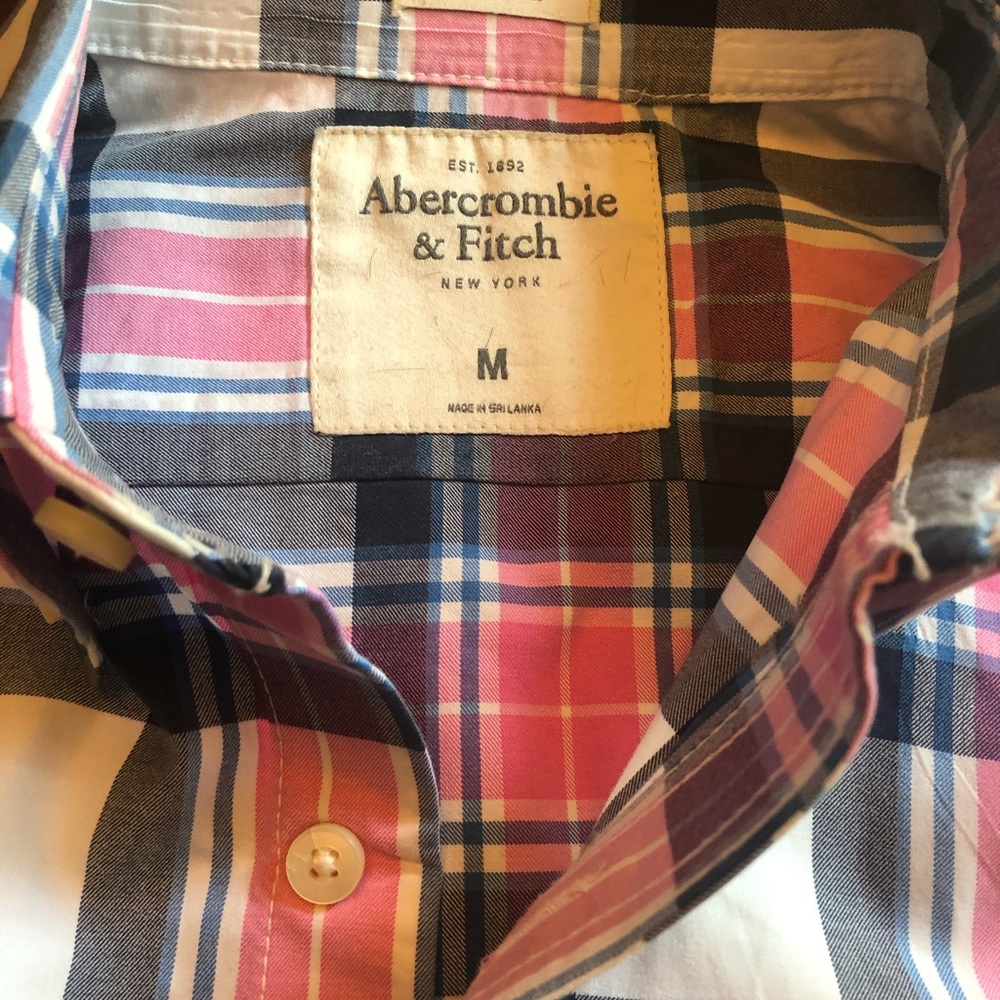 EST. 1892
Abercrombie
& Fitch
NEW YORK
M
MADE IN SRI LANKA